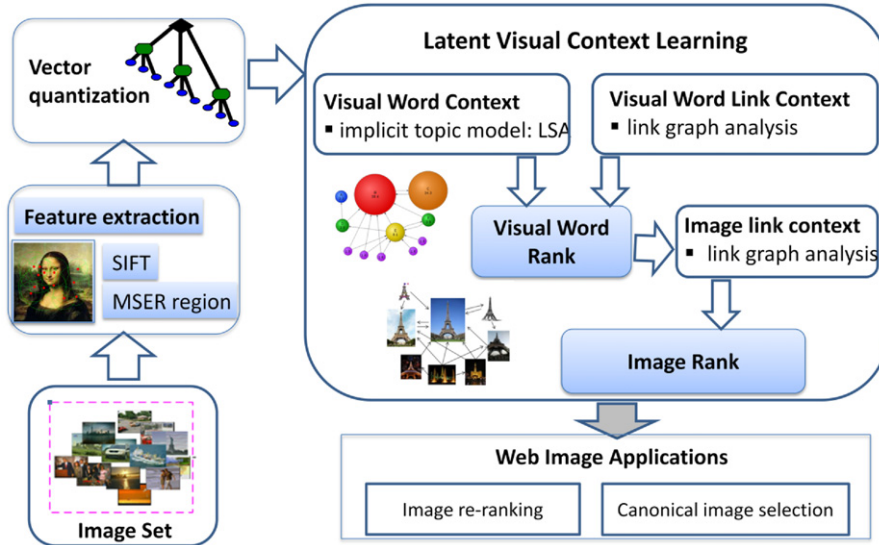 Latent Visual Context Learning
Vector
quantization
Visual Word Context
▪ implicit topic model: LSA
Visual Word Link Context
▪ link graph analysis
Feature extraction
SIFT
MSER region
Visual Word
Rank
Image link context
▪ link graph analysis
Image Rank
Image Set
Web Image Applications
Image re-ranking
Canonical image selection